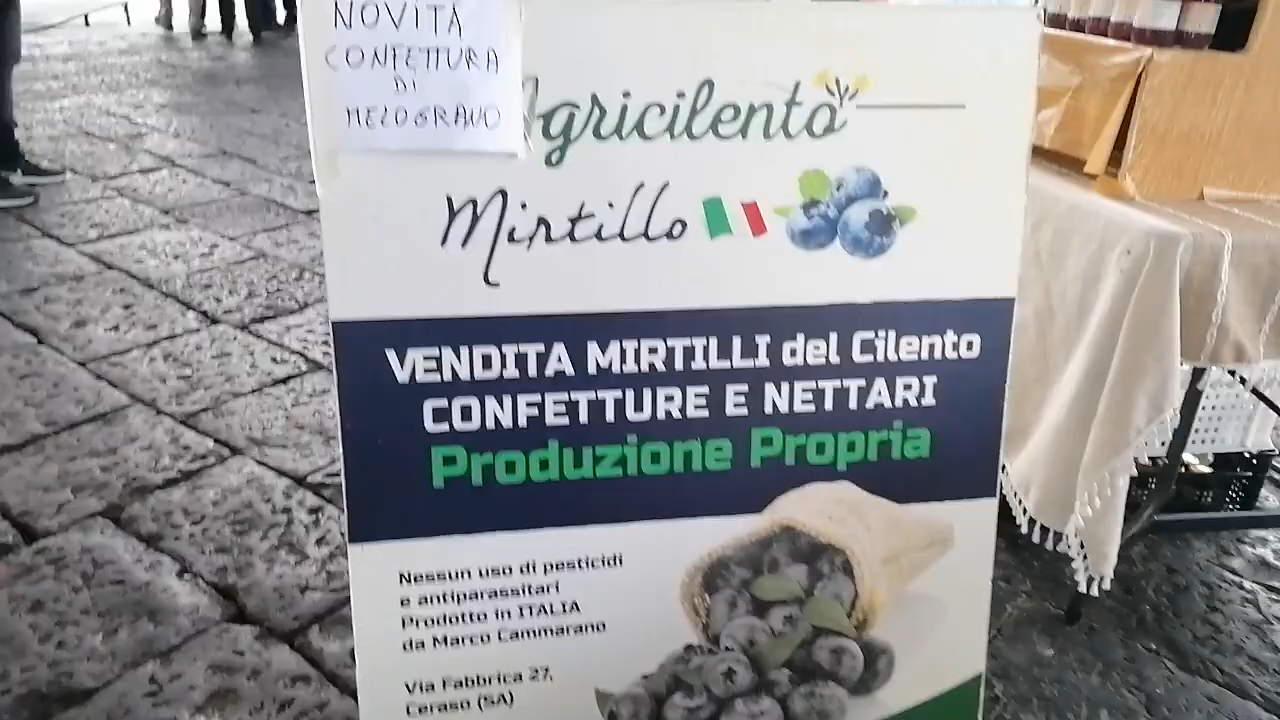 NOVITÀ
CONFETTURA
DI
MELOGRANO
Agricilento
Mirtillo
VENDITA MIRTILLI del Cilento
CONFETTURE E NETTARI
Produzione Propria
Nessun uso di pesticidi
e antiparassitari
Prodotto in ITALIA
da Marco Cammarano
Via Fabbrica 27,
Ceraso (SA)